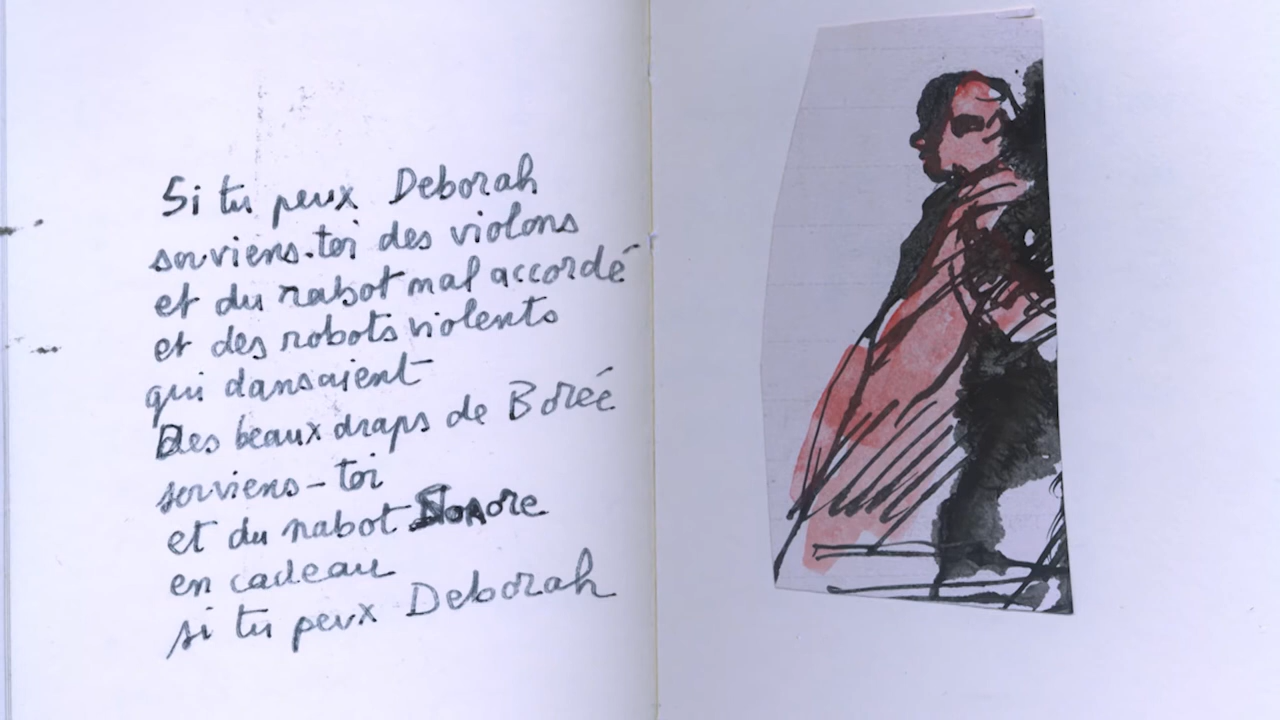 Si tu peux Deborah
souviens-toi des violons
et du rabot mal accordé
et des robots violents
qui dansaient
Des beaux draps de Borée
souviens-toi
et du nabot Sonore
en cadeau
si tu peux Deborah